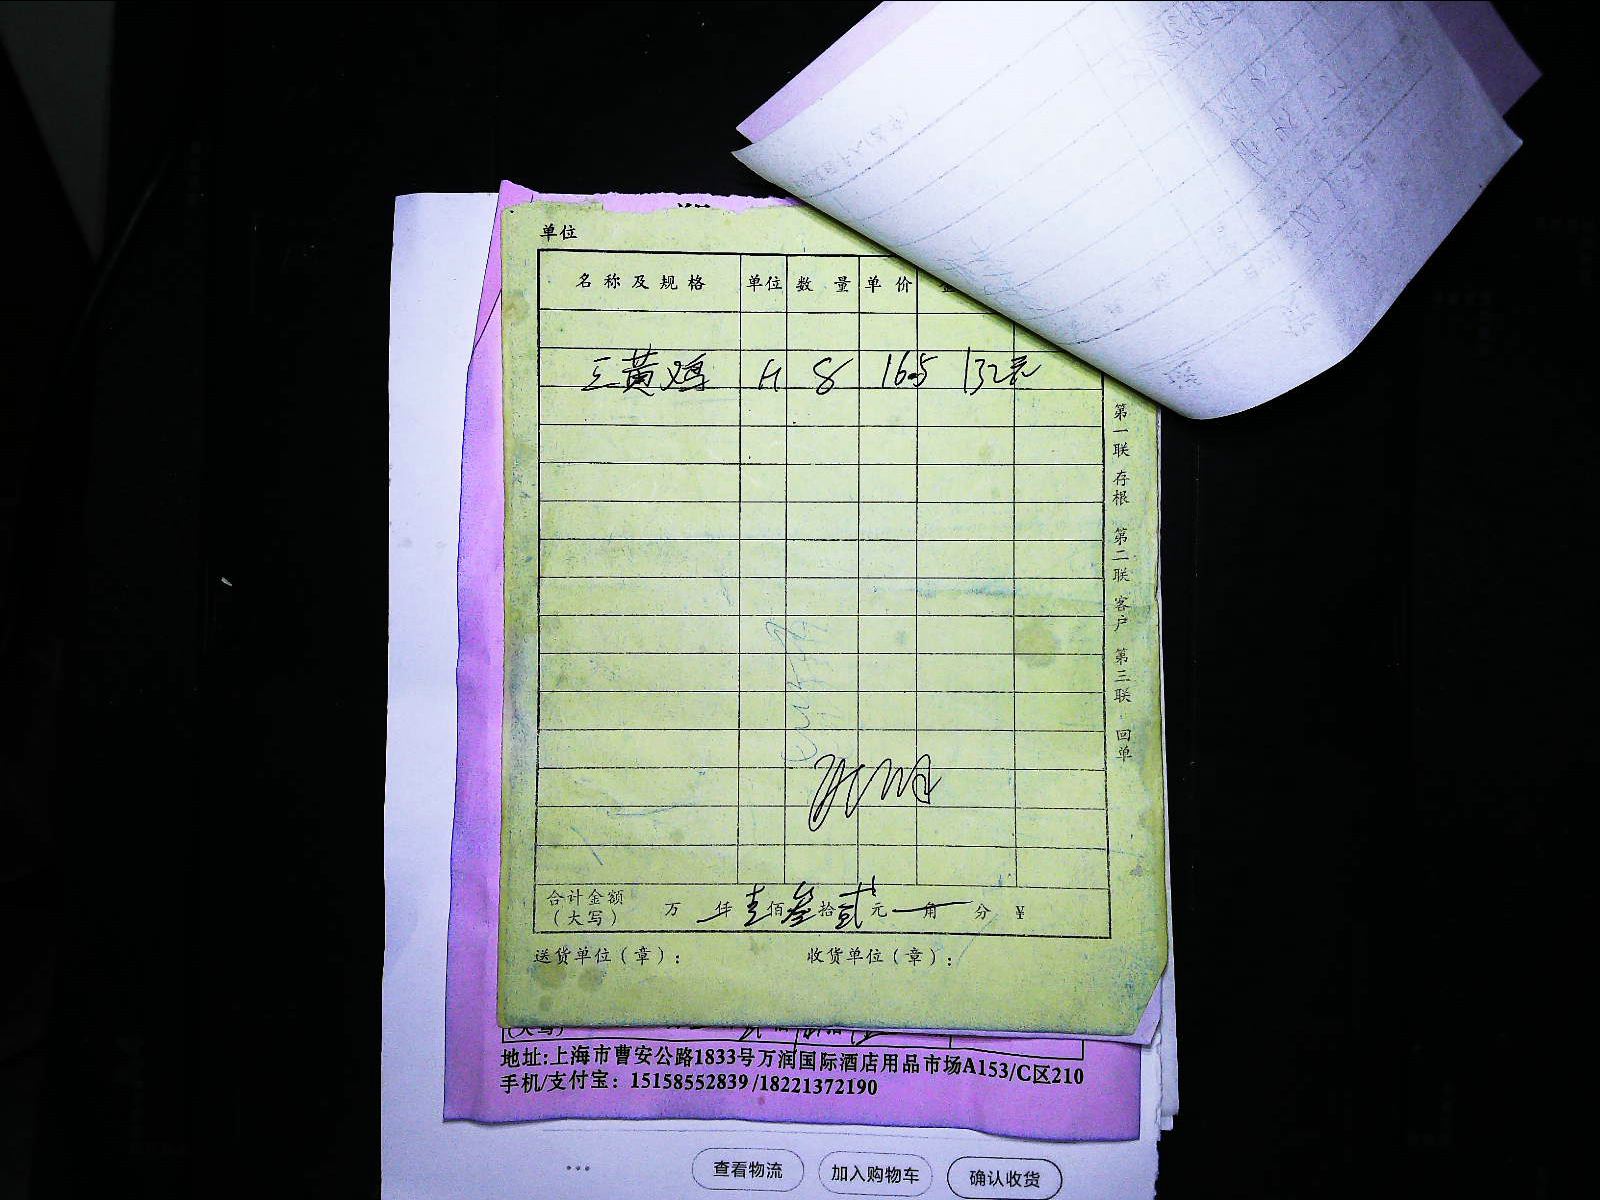 单位
名称及规格 单位 数量 单价
三黄鸡 H 8 16.5 132元
第一联 存根 第二联 客户 第三联 回单
合计金额 万 仟 壹佰叁拾贰元 角 分 ¥
(大写)
送货单位(章): 收货单位(章):
(大写)
地址:上海市曹安公路1833号万润国际酒店用品市场A153/C区210
手机/支付宝: 15158552839/18221372190
... 查看物流 加入购物车 确认收货